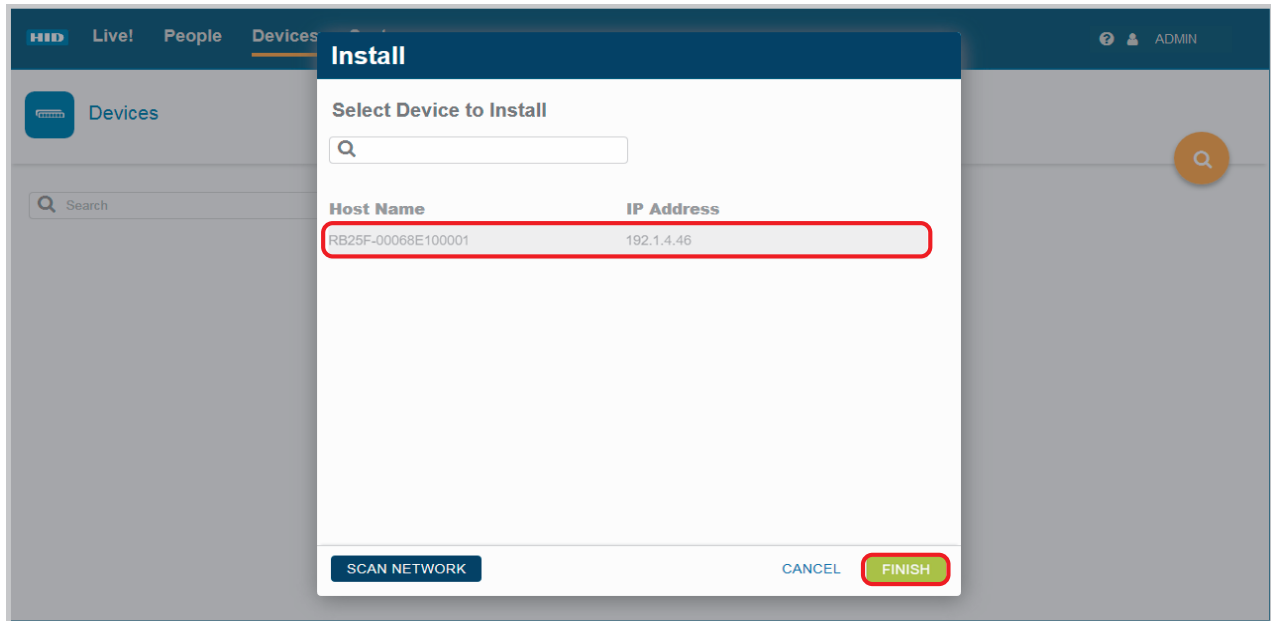 HID Live! People Devices
ADMIN
Install
Devices
Select Device to Install
Search
Host Name IP Address
RB25F-00068E100001 192.1.4.46
SCAN NETWORK CANCEL FINISH